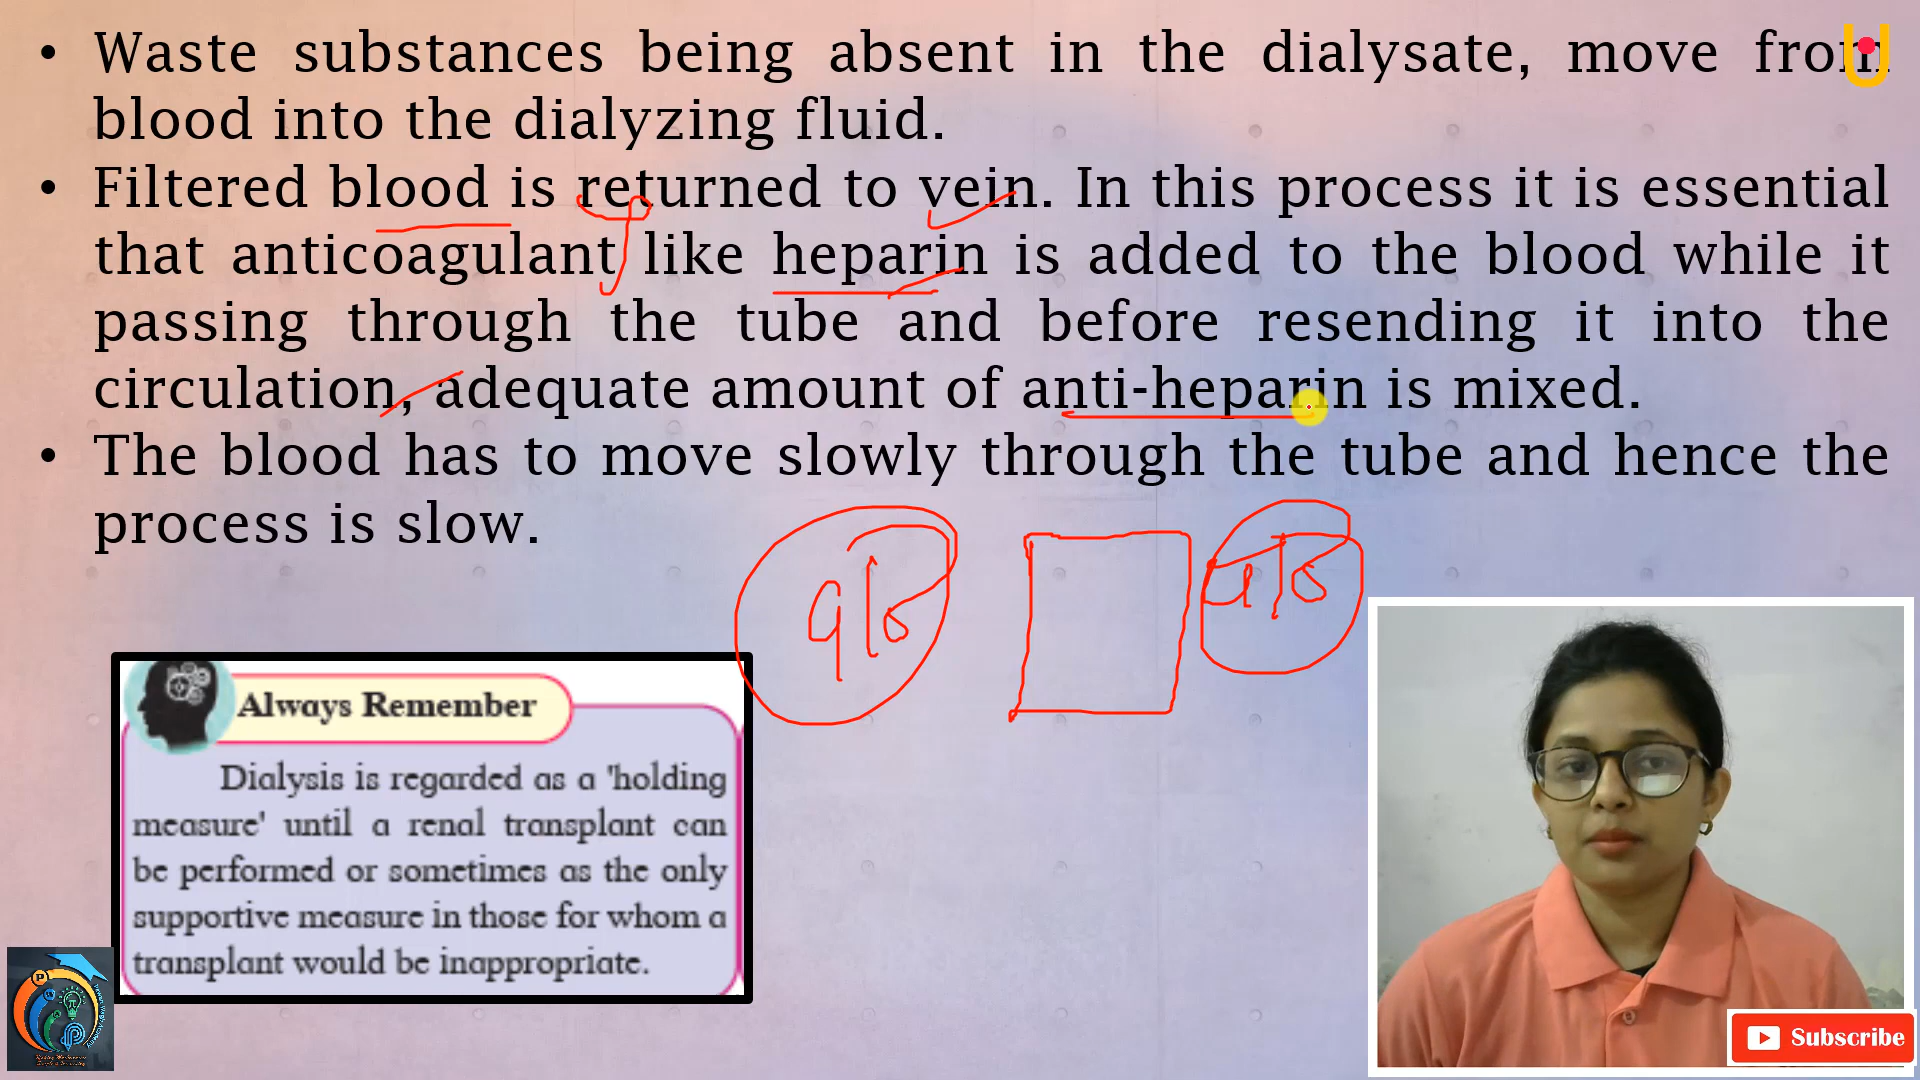 • Waste substances being absent in the dialysate, move from
blood into the dialyzing fluid.
• Filtered blood is returned to vein. In this process it is essential
that anticoagulant like heparin is added to the blood while it
passing through the tube and before resending it into the
circulation, adequate amount of anti-heparin is mixed.
• The blood has to move slowly through the tube and hence the
process is slow.
Always Remember
Dialysis is regarded as a 'holding
measure' until a renal transplant can
be performed or sometimes as the only
supportive measure in those for whom a
transplant would be inappropriate.
Subscribe